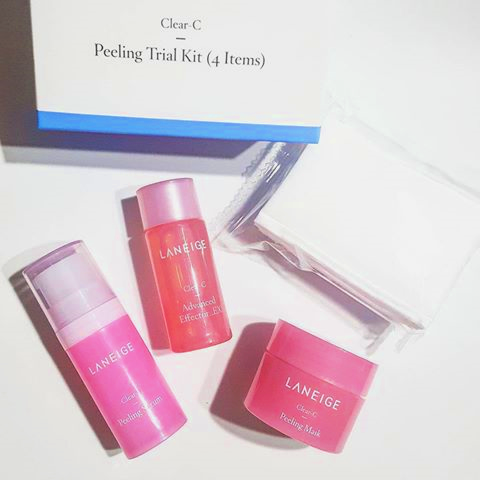 Clear-C
Peeling Trial Kit (4 Items)
LANEIGE
Clear-C
Advanced
Effector_EX
LANEIGE
Clear-C
Peeling Serum
LANEIGE
Clear-C
Peeling Mask